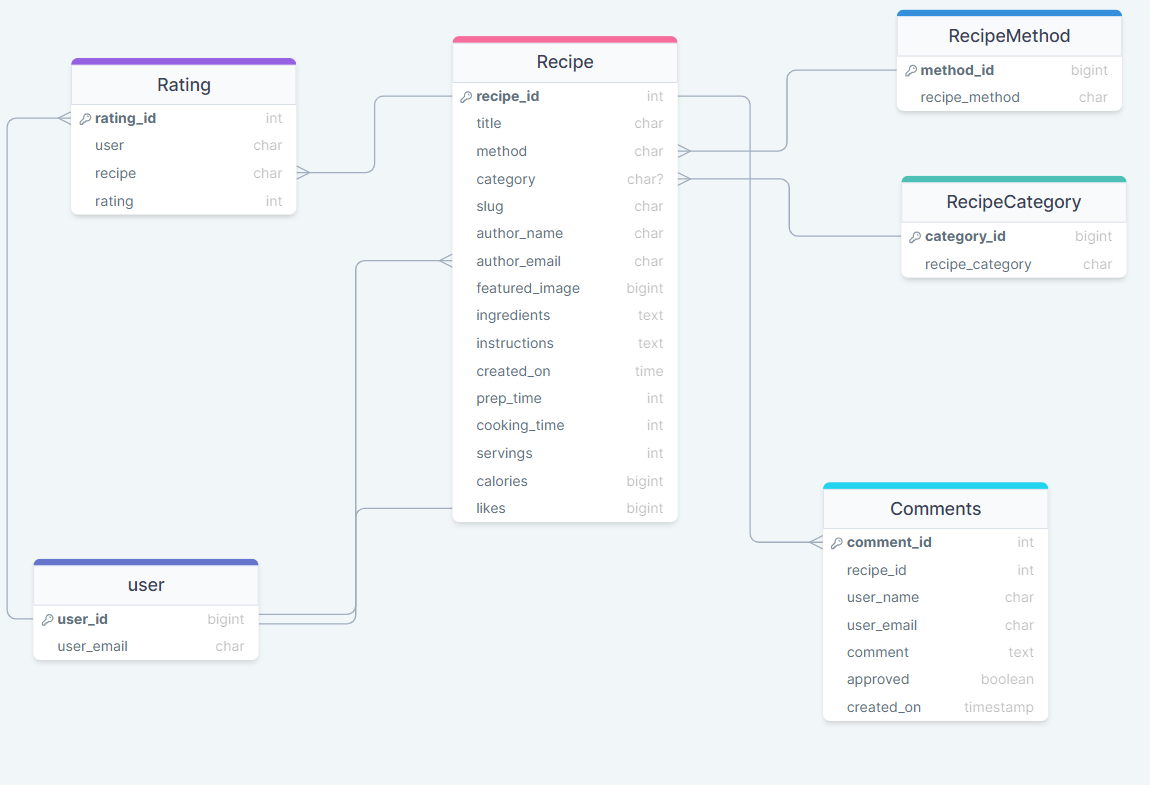 Rating
rating_id int
user char
recipe char
rating int
Recipe
recipe_id int
title char
method char
category char?
slug char
author_name char
author_email char
featured_image bigint
ingredients text
instructions text
created_on time
prep_time int
cooking_time int
servings int
calories bigint
likes bigint
RecipeMethod
method_id bigint
recipe_method char
RecipeCategory
category_id bigint
recipe_category char
user
user_id bigint
user_email char
Comments
comment_id int
recipe_id int
user_name char
user_email char
comment text
approved boolean
created_on timestamp